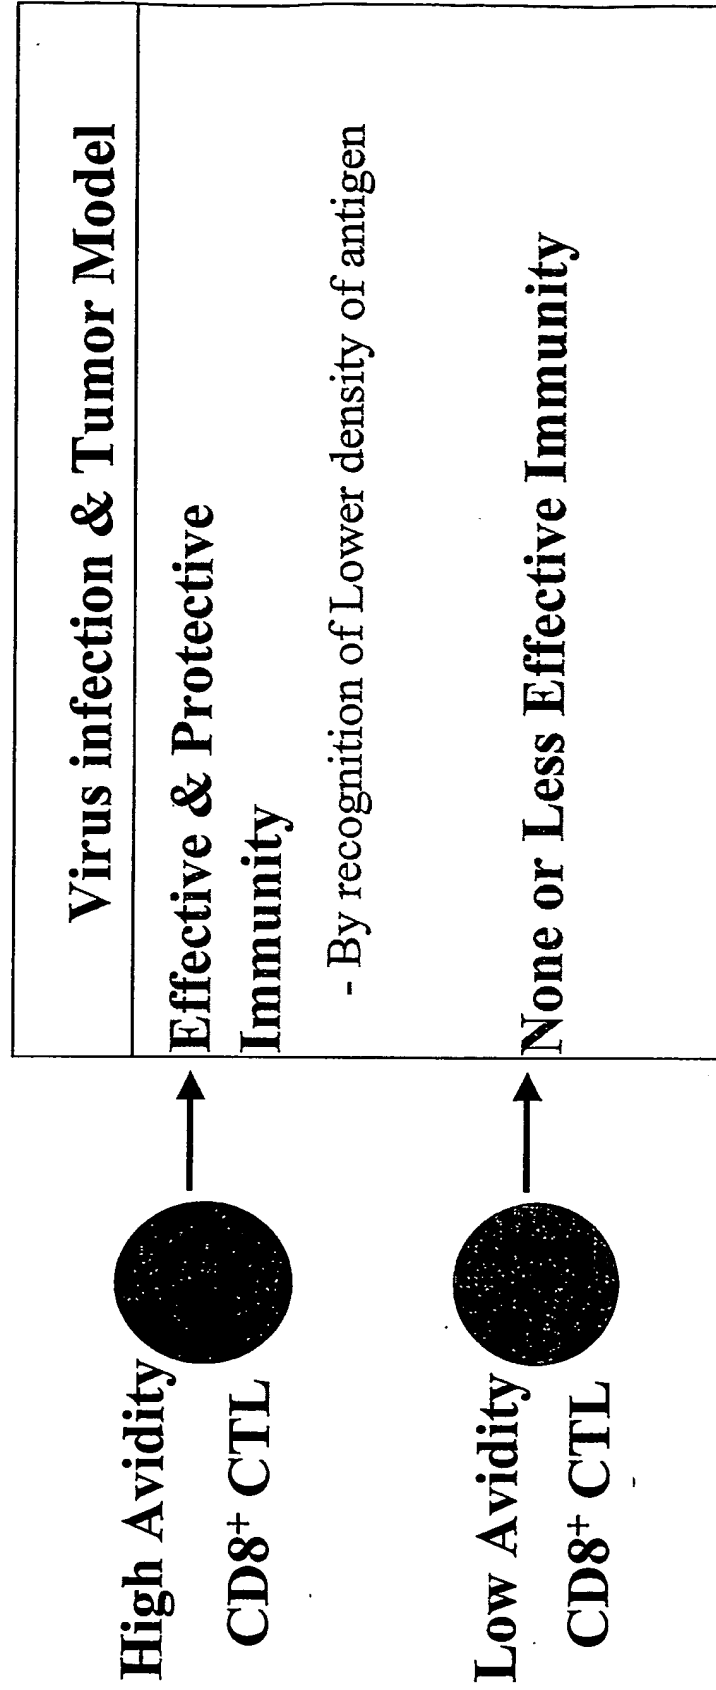 Virus infection & Tumor Model
High Avidity
CD8+ CTL
Effective & Protective
Immunity
- By recognition of Lower density of antigen
Low Avidity
CD8+ CTL
None or Less Effective Immunity